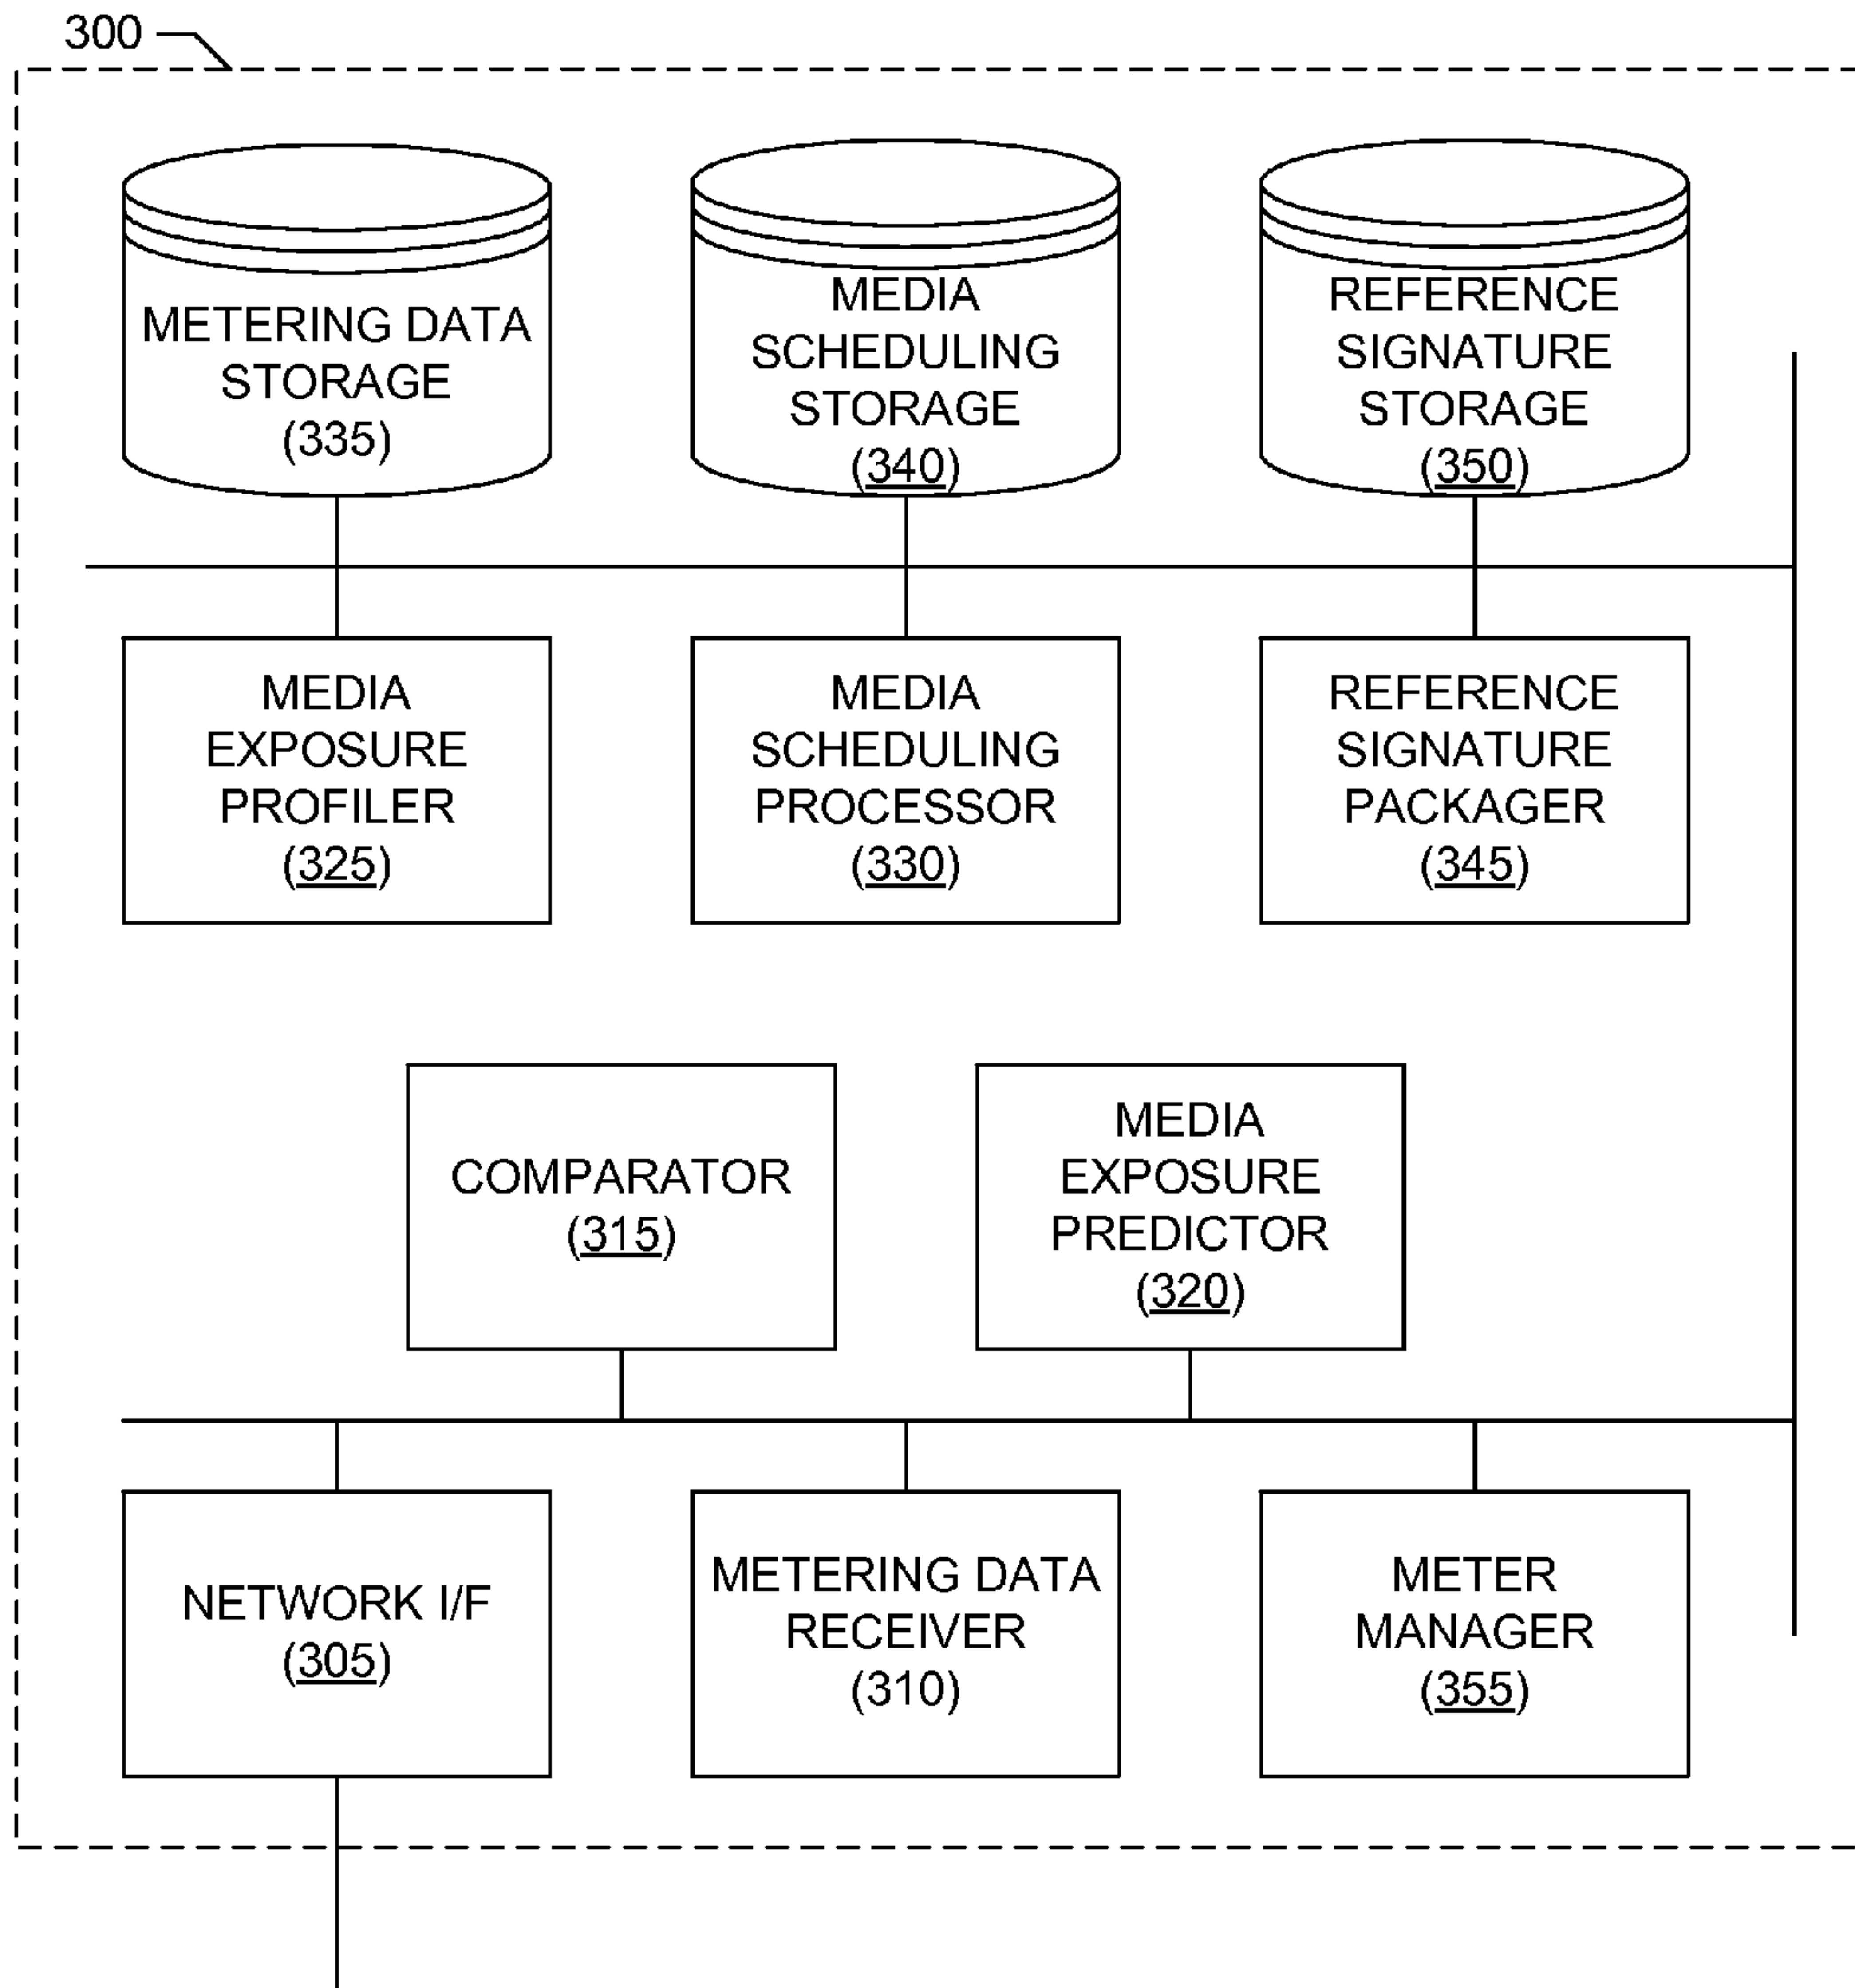 300
METERING DATA
STORAGE
(335)
MEDIA
SCHEDULING
STORAGE
(340)
REFERENCE
SIGNATURE
STORAGE
(350)
MEDIA
EXPOSURE
PROFILER
(325)
MEDIA
SCHEDULING
PROCESSOR
(330)
REFERENCE
SIGNATURE
PACKAGER
(345)
COMPARATOR
(315)
MEDIA
EXPOSURE
PREDICTOR
(320)
NETWORK I/F
(305)
METERING DATA
RECEIVER
(310)
METER
MANAGER
(355)